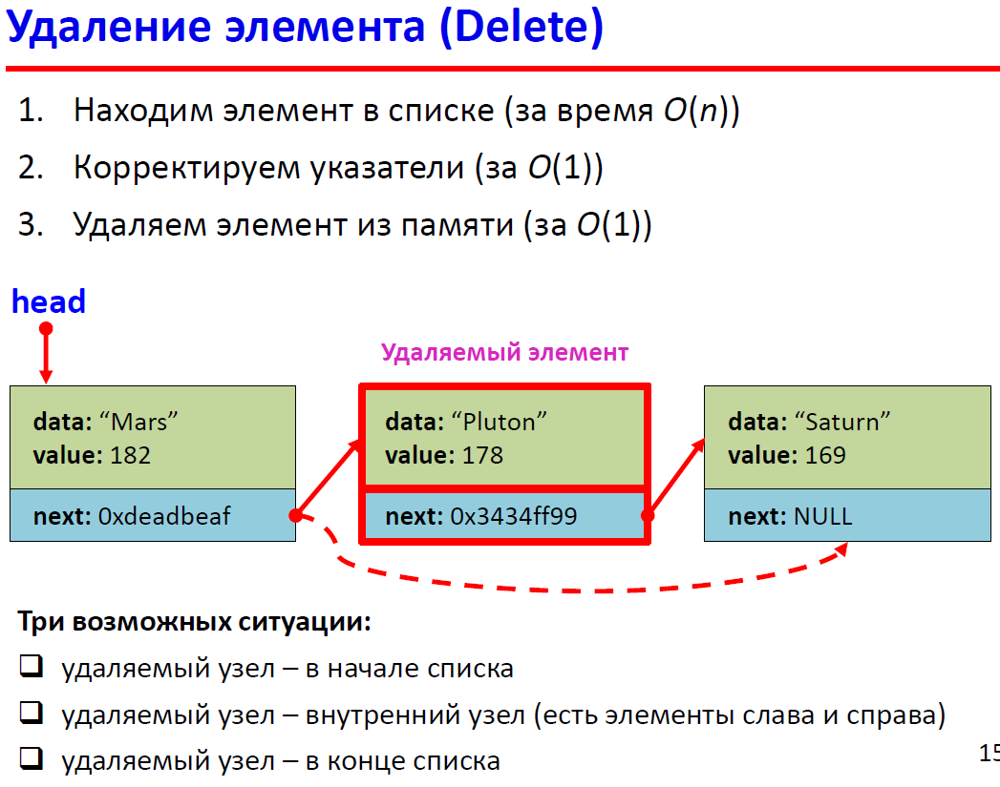 Удаление элемента (Delete)
1. Находим элемент в списке (за время O(n))
2. Корректируем указатели (за O(1))
3. Удаляем элемент из памяти (за O(1))
head
Удаляемый элемент
data: “Mars”
value: 182
next: 0xdeadbeaf
data: “Pluton”
value: 178
next: 0x3434ff99
data: “Saturn”
value: 169
next: NULL
Три возможных ситуации:
❑ удаляемый узел – в начале списка
❑ удаляемый узел – внутренний узел (есть элементы слава и справа)
❑ удаляемый узел – в конце списка
15